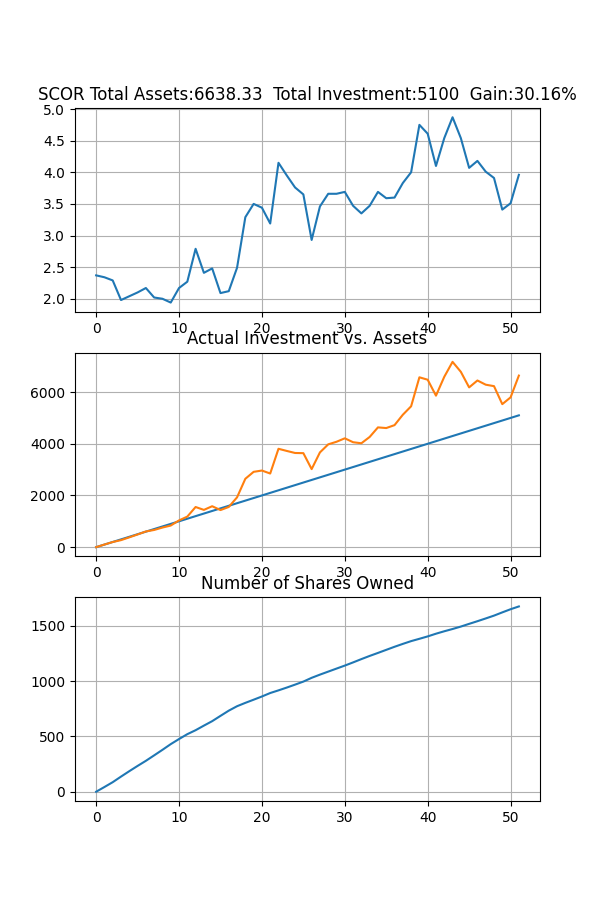 SCOR Total Assets:6638.33  Total Investment:5100  Gain:30.16%
5.0
4.5
4.0
3.5
3.0
2.5
2.0
0 10 20 30 40 50
Actual Investment vs. Assets
6000
4000
2000
0
0 10 20 30 40 50
Number of Shares Owned
1500
1000
500
0
0 10 20 30 40 50